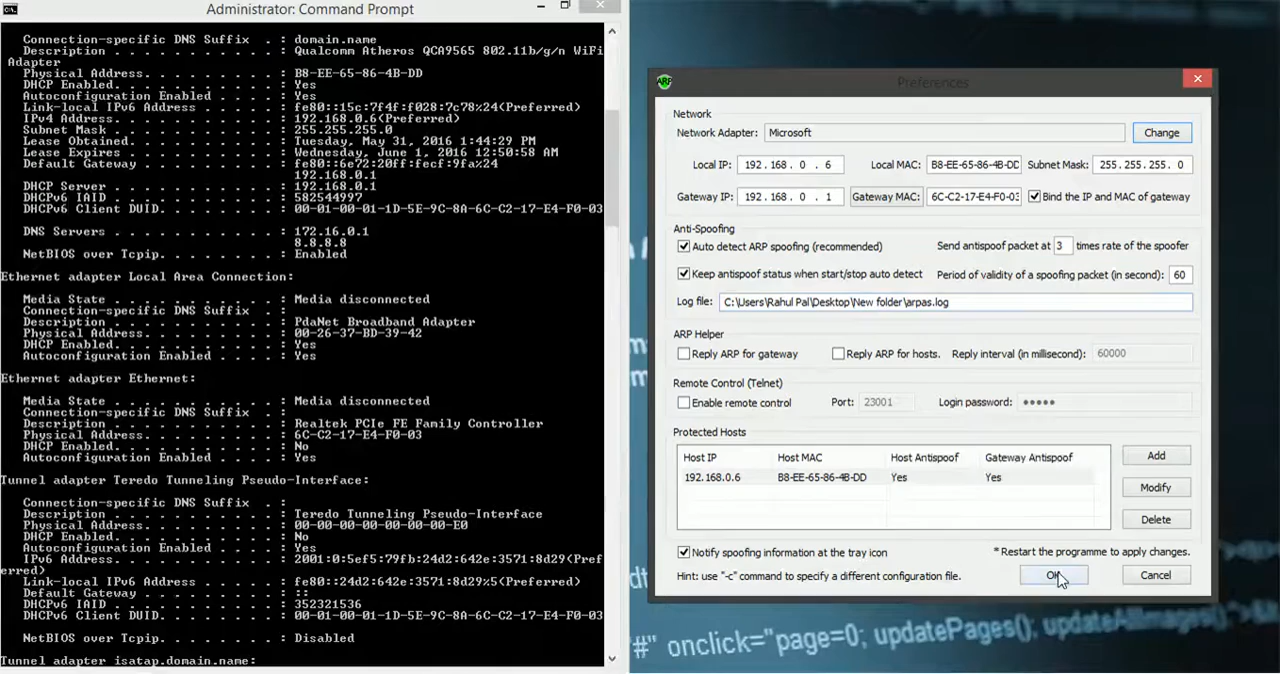 Administrator: Command Prompt
Connection-specific DNS Suffix . : domain.name
Description . . . . . . . . . . . : Qualcomm Atheros QCA9565 802.11b/g/n WiFi
Adapter
Physical Address. . . . . . . . . : B8-EE-65-86-4B-DD
DHCP Enabled. . . . . . . . . . . : Yes
Autoconfiguration Enabled . . . . : Yes
Link-local IPv6 Address . . . . . : fe80::15c:7f4f:f028:7c78%24(Preferred)
IPv4 Address. . . . . . . . . . . : 192.168.0.6(Preferred)
Subnet Mask . . . . . . . . . . . : 255.255.255.0
Lease Obtained. . . . . . . . . . : Tuesday, May 31, 2016 1:44:29 PM
Lease Expires . . . . . . . . . . : Wednesday, June 1, 2016 12:50:58 AM
Default Gateway . . . . . . . . . : fe80::6e72:20ff:fecf:9fa%24
192.168.0.1
DHCP Server . . . . . . . . . . . : 192.168.0.1
DHCPv6 IAID . . . . . . . . . . . : 582544997
DHCPv6 Client DUID. . . . . . . . : 00-01-00-01-1D-5E-9C-8A-6C-C2-17-E4-F0-03
DNS Servers . . . . . . . . . . . : 172.16.0.1
8.8.8.8
NetBIOS over Tcpip. . . . . . . . : Enabled
Ethernet adapter Local Area Connection:
Media State . . . . . . . . . . . : Media disconnected
Connection-specific DNS Suffix . :
Description . . . . . . . . . . . : PdaNet Broadband Adapter
Physical Address. . . . . . . . . : 00-26-37-BD-39-42
DHCP Enabled. . . . . . . . . . . : Yes
Autoconfiguration Enabled . . . . : Yes
Ethernet adapter Ethernet:
Media State . . . . . . . . . . . : Media disconnected
Connection-specific DNS Suffix . :
Description . . . . . . . . . . . : Realtek PCIe FE Family Controller
Physical Address. . . . . . . . . : 6C-C2-17-E4-F0-03
DHCP Enabled. . . . . . . . . . . : No
Autoconfiguration Enabled . . . . : Yes
Tunnel adapter Teredo Tunneling Pseudo-Interface:
Connection-specific DNS Suffix . :
Description . . . . . . . . . . . : Teredo Tunneling Pseudo-Interface
Physical Address. . . . . . . . . : 00-00-00-00-00-00-00-E0
DHCP Enabled. . . . . . . . . . . : No
Autoconfiguration Enabled . . . . : Yes
IPv6 Address. . . . . . . . . . . : 2001:0:5ef5:79fb:24d2:642e:3571:8d29(Pref
erred)
Link-local IPv6 Address . . . . . : fe80::24d2:642e:3571:8d29%5(Preferred)
Default Gateway . . . . . . . . . : ::
DHCPv6 IAID . . . . . . . . . . . : 352321536
DHCPv6 Client DUID. . . . . . . . : 00-01-00-01-1D-5E-9C-8A-6C-C2-17-E4-F0-03
NetBIOS over Tcpip. . . . . . . . : Disabled
Tunnel adapter isatap.domain.name:
ARP Preferences
Network
Network Adapter: Microsoft Change
Local IP: 192 . 168 . 0 . 6 Local MAC: B8-EE-65-86-4B-DD Subnet Mask: 255 . 255 . 255 . 0
Gateway IP: 192 . 168 . 0 . 1 Gateway MAC: 6C-C2-17-E4-F0-03 Bind the IP and MAC of gateway
Anti-Spoofing
Auto detect ARP spoofing (recommended) Send antispoof packet at 3 times rate of the spoofer
Keep antispoof status when start/stop auto detect Period of validity of a spoofing packet (in second): 60
Log file: C:\Users\Rahul Pal\Desktop\New folder\arpas.log
ARP Helper
Reply ARP for gateway Reply ARP for hosts. Reply interval (in millisecond): 60000
Remote Control (Telnet)
Enable remote control Port: 23001 Login password: •••••
Protected Hosts
Host IP Host MAC Host Antispoof Gateway Antispoof Add
192.168.0.6 B8-EE-65-86-4B-DD Yes Yes
Modify
Delete
Notify spoofing information at the tray icon * Restart the programme to apply changes.
Hint: use "-c" command to specify a different configuration file. OK Cancel
"#" onclick="page=0; updatePages(); updateAllImages();">&l